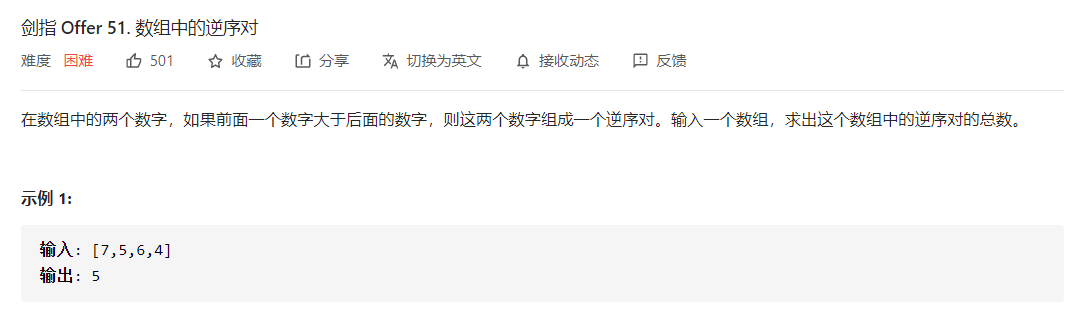 剑指 Offer 51. 数组中的逆序对
难度 困难 501 收藏 分享 切换为英文 接收动态 反馈
在数组中的两个数字，如果前面一个数字大于后面的数字，则这两个数字组成一个逆序对。输入一个数组，求出这个数组中的逆序对的总数。
示例 1:
输入: [7,5,6,4]
输出: 5